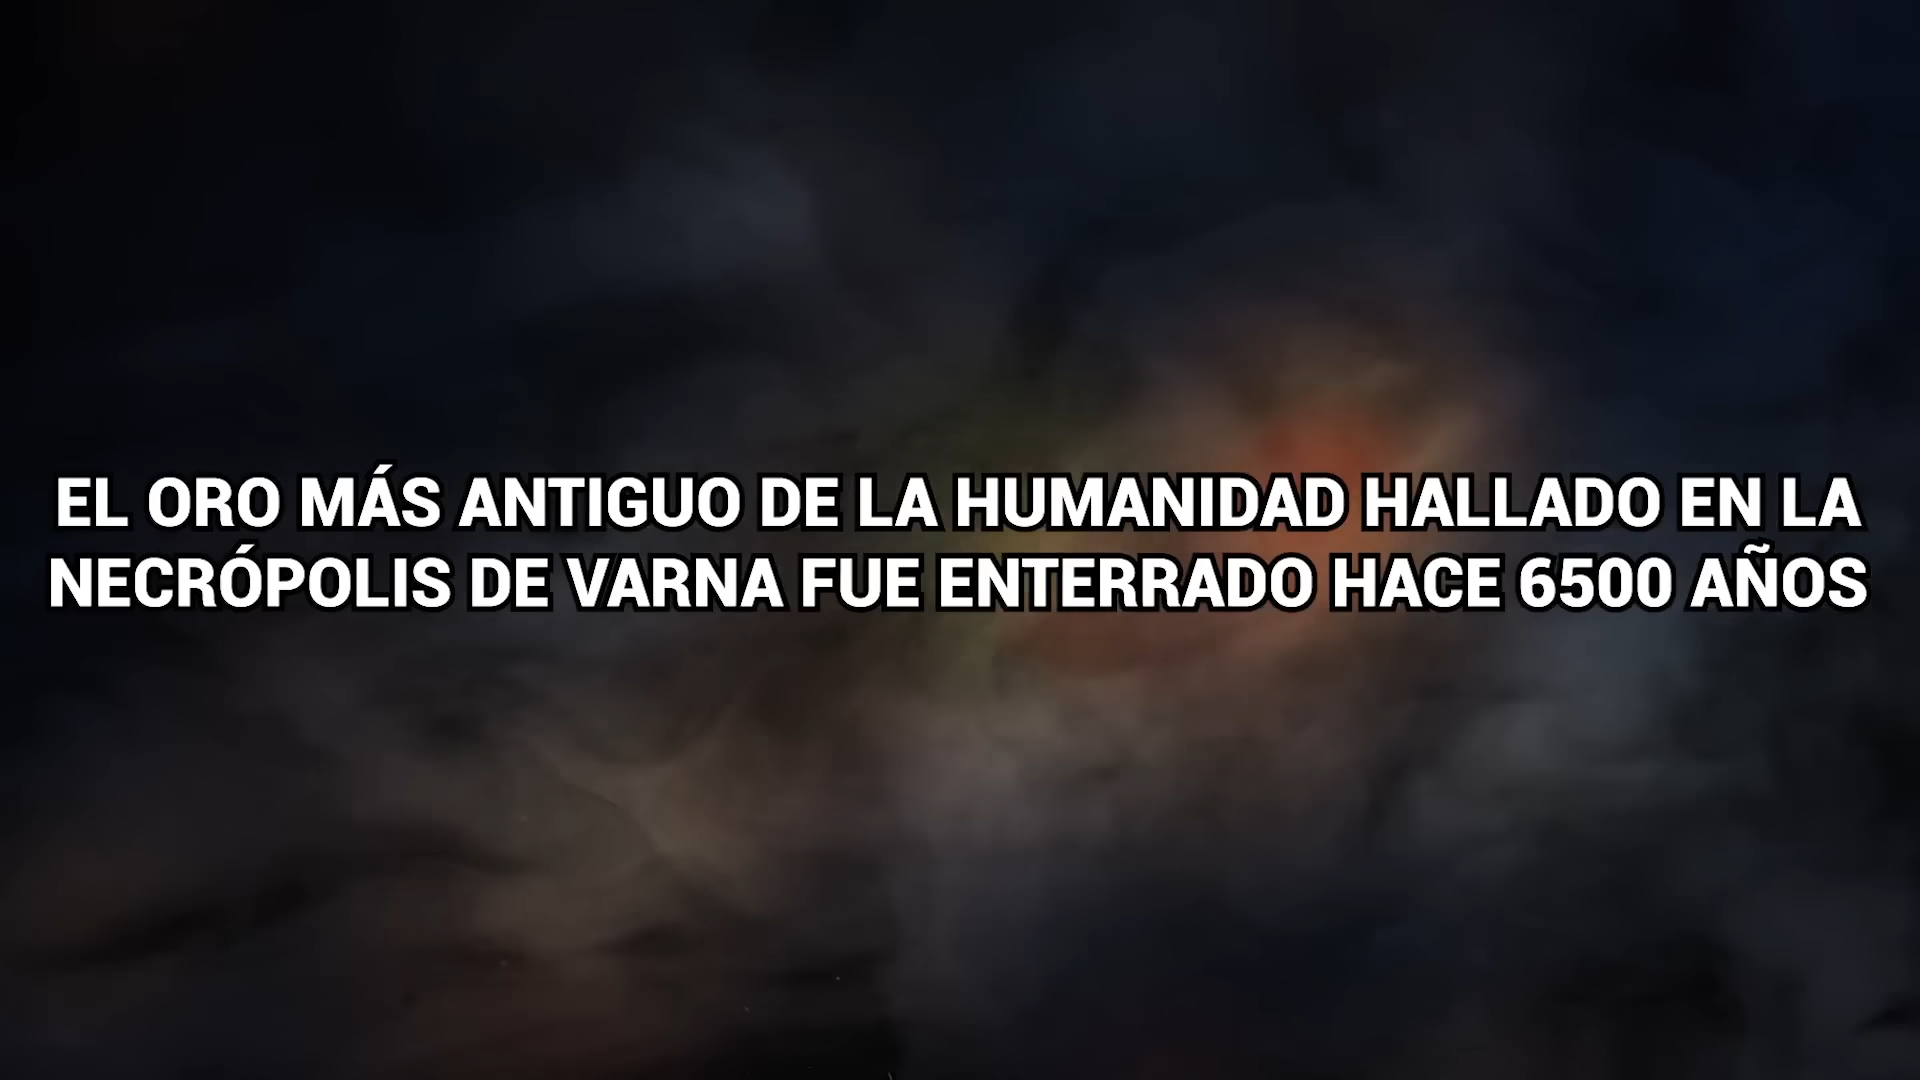 EL ORO MÁS ANTIGUO DE LA HUMANIDAD HALLADO EN LA
NECRÓPOLIS DE VARNA FUE ENTERRADO HACE 6500 AÑOS